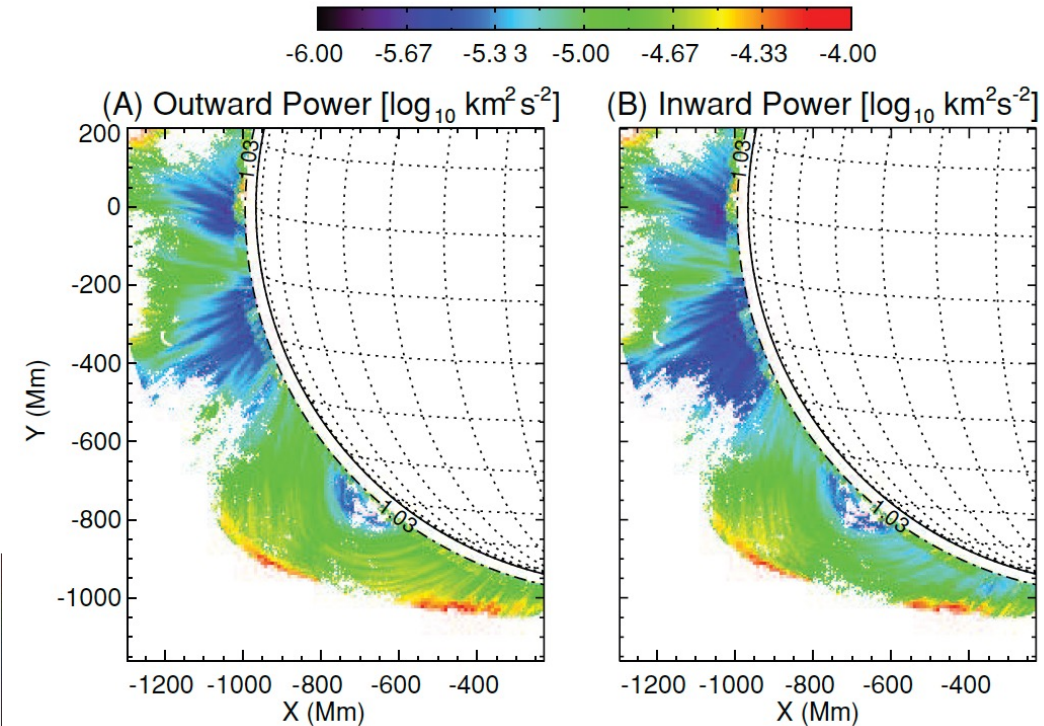 -6.00 -5.67 -5.3 3 -5.00 -4.67 -4.33 -4.00
(A) Outward Power [log10 km2s-2]
(B) Inward Power [log10 km2s-2]
200
0
-200
-400
-600
-800
-1000
Y (Mm)
1.03
1.03
-1200 -1000 -800 -600 -400
X (Mm)
1.03
1.03
-1200 -1000 -800 -600 -400
X (Mm)